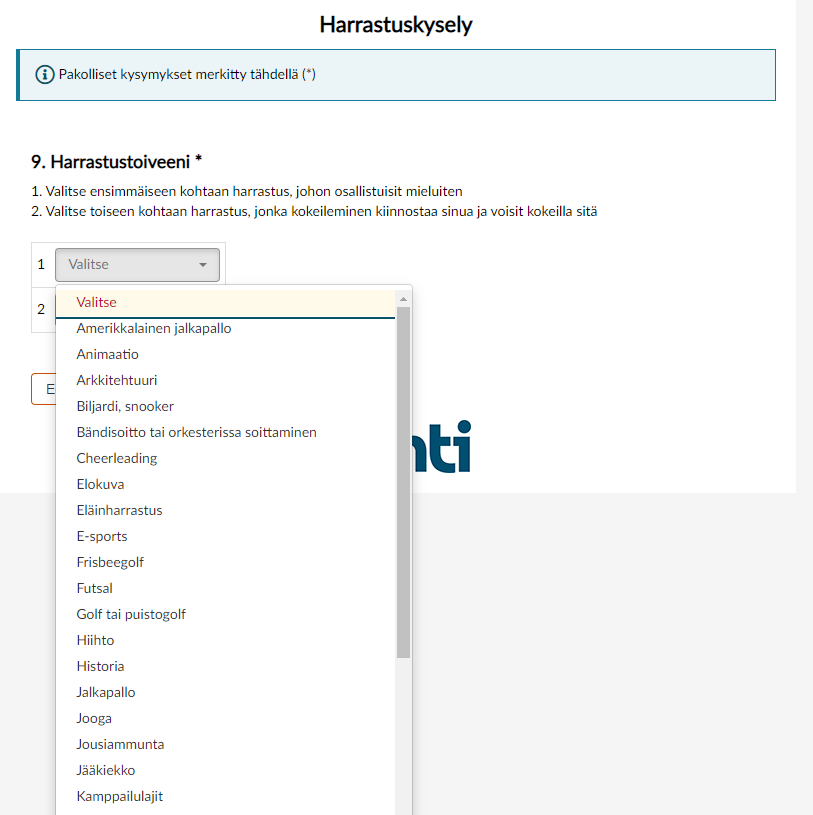 Harrastuskysely
Pakolliset kysymykset merkitty tähdellä (*)
9. Harrastustoiveeni *
1. Valitse ensimmäiseen kohtaan harrastus, johon osallistuisit mieluiten
2. Valitse toiseen kohtaan harrastus, jonka kokeileminen kiinnostaa sinua ja voisit kokeilla sitä
1 Valitse
2
Valitse
Amerikkalainen jalkapallo
Animaatio
Arkkitehtuuri
Biljardi, snooker
Bändisoitto tai orkesterissa soittaminen
Cheerleading
Elokuva
Eläinharrastus
E-sports
Frisbeegolf
Futsal
Golf tai puistogolf
Hiihto
Historia
Jalkapallo
Jooga
Jousiammunta
Jääkiekko
Kamppailulajit